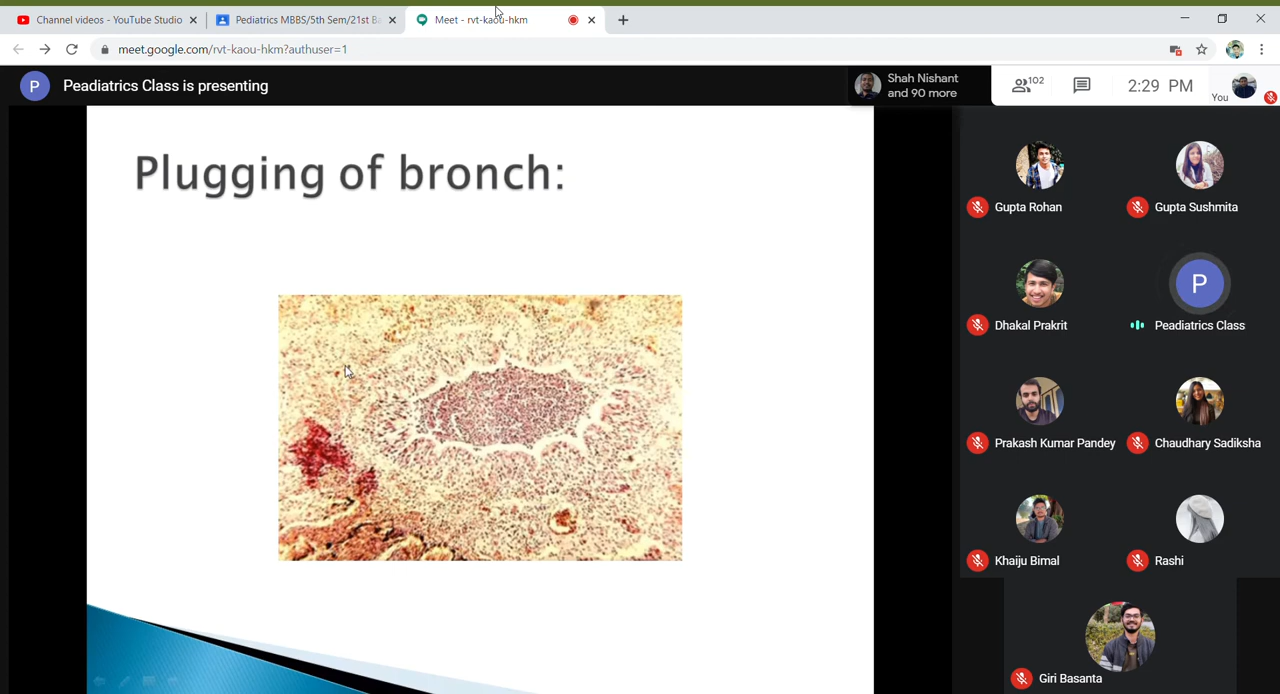 Channel videos - YouTube Studio
Pediatrics MBBS/5th Sem/21st Ba
Meet - rvt-kaou-hkm
meet.google.com/rvt-kaou-hkm?authuser=1
P
Peadiatrics Class is presenting
Shah Nishant
and 90 more
102
2:29 PM
You
Plugging of bronch:
Gupta Rohan
Gupta Sushmita
Dhakal Prakrit
P
Peadiatrics Class
Prakash Kumar Pandey
Chaudhary Sadiksha
Khaiju Bimal
Rashi
Giri Basanta